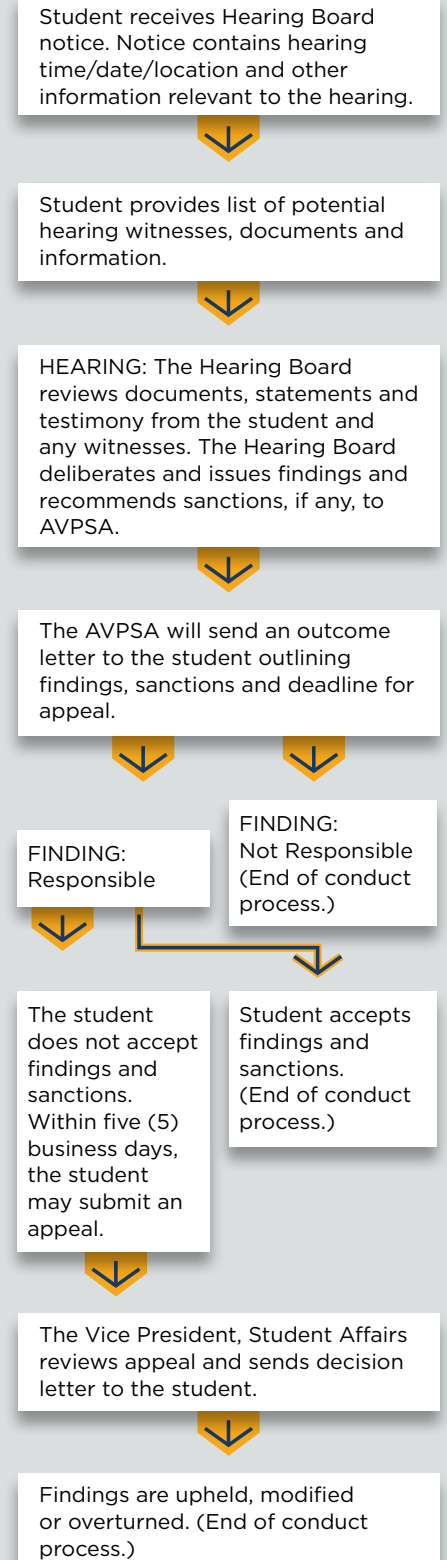 Student receives Hearing Board
notice. Notice contains hearing
time/date/location and other
information relevant to the hearing.
Student provides list of potential
hearing witnesses, documents and
information.
HEARING: The Hearing Board
reviews documents, statements and
testimony from the student and
any witnesses. The Hearing Board
deliberates and issues findings and
recommends sanctions, if any, to
AVPSA.
The AVPSA will send an outcome
letter to the student outlining
findings, sanctions and deadline for
appeal.
FINDING:
Responsible
FINDING:
Not Responsible
(End of conduct
process.)
The student
does not accept
findings and
sanctions.
Within five (5)
business days,
the student
may submit an
appeal.
Student accepts
findings and
sanctions.
(End of conduct
process.)
The Vice President, Student Affairs
reviews appeal and sends decision
letter to the student.
Findings are upheld, modified
or overturned. (End of conduct
process.)